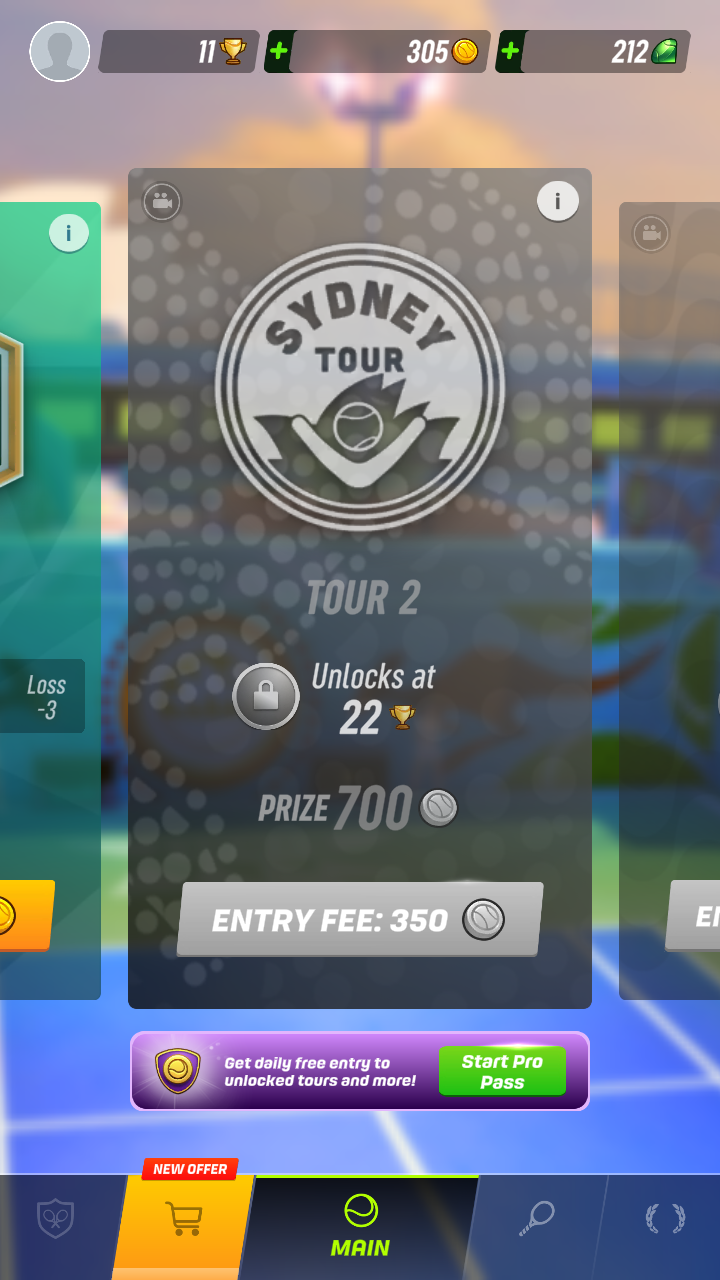 11
+
305
+
212
i
i
SYDNEY
TOUR
TOUR 2
Loss
-3
Unlocks at
22
PRIZE 700
ENTRY FEE: 350
Get daily free entry to
unlocked tours and more!
Start Pro
Pass
NEW OFFER
MAIN